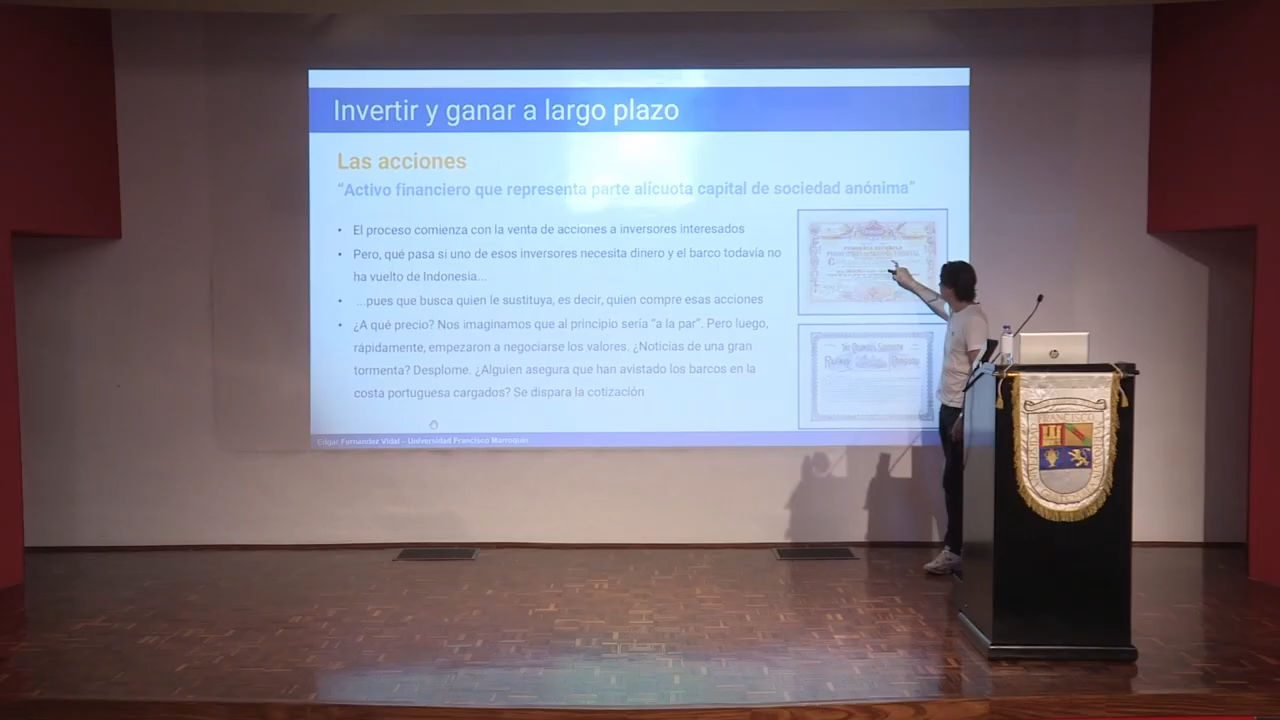 Invertir y ganar a largo plazo
Las acciones
“Activo financiero que representa parte alicuota capital de sociedad anónima”
• El proceso comienza con la venta de acciones a inversores interesados
• Pero, qué pasa si uno de esos inversores necesita dinero y el barco todavía no
ha vuelto de Indonesia...
• ...pues que busca quien le sustituya, es decir, quien compre esas acciones
• ¿A qué precio? Nos imaginamos que al principio sería “a la par”. Pero luego,
rápidamente, empezaron a negociarse los valores. ¿Noticias de una gran
tormenta? Desplome. ¿Alguien asegura que han avistado los barcos en la
costa portuguesa cargados? Se dispara la cotización
Edgar Fernández Vidal – Universidad Francisco Marroquín
hp
FRANCISCO